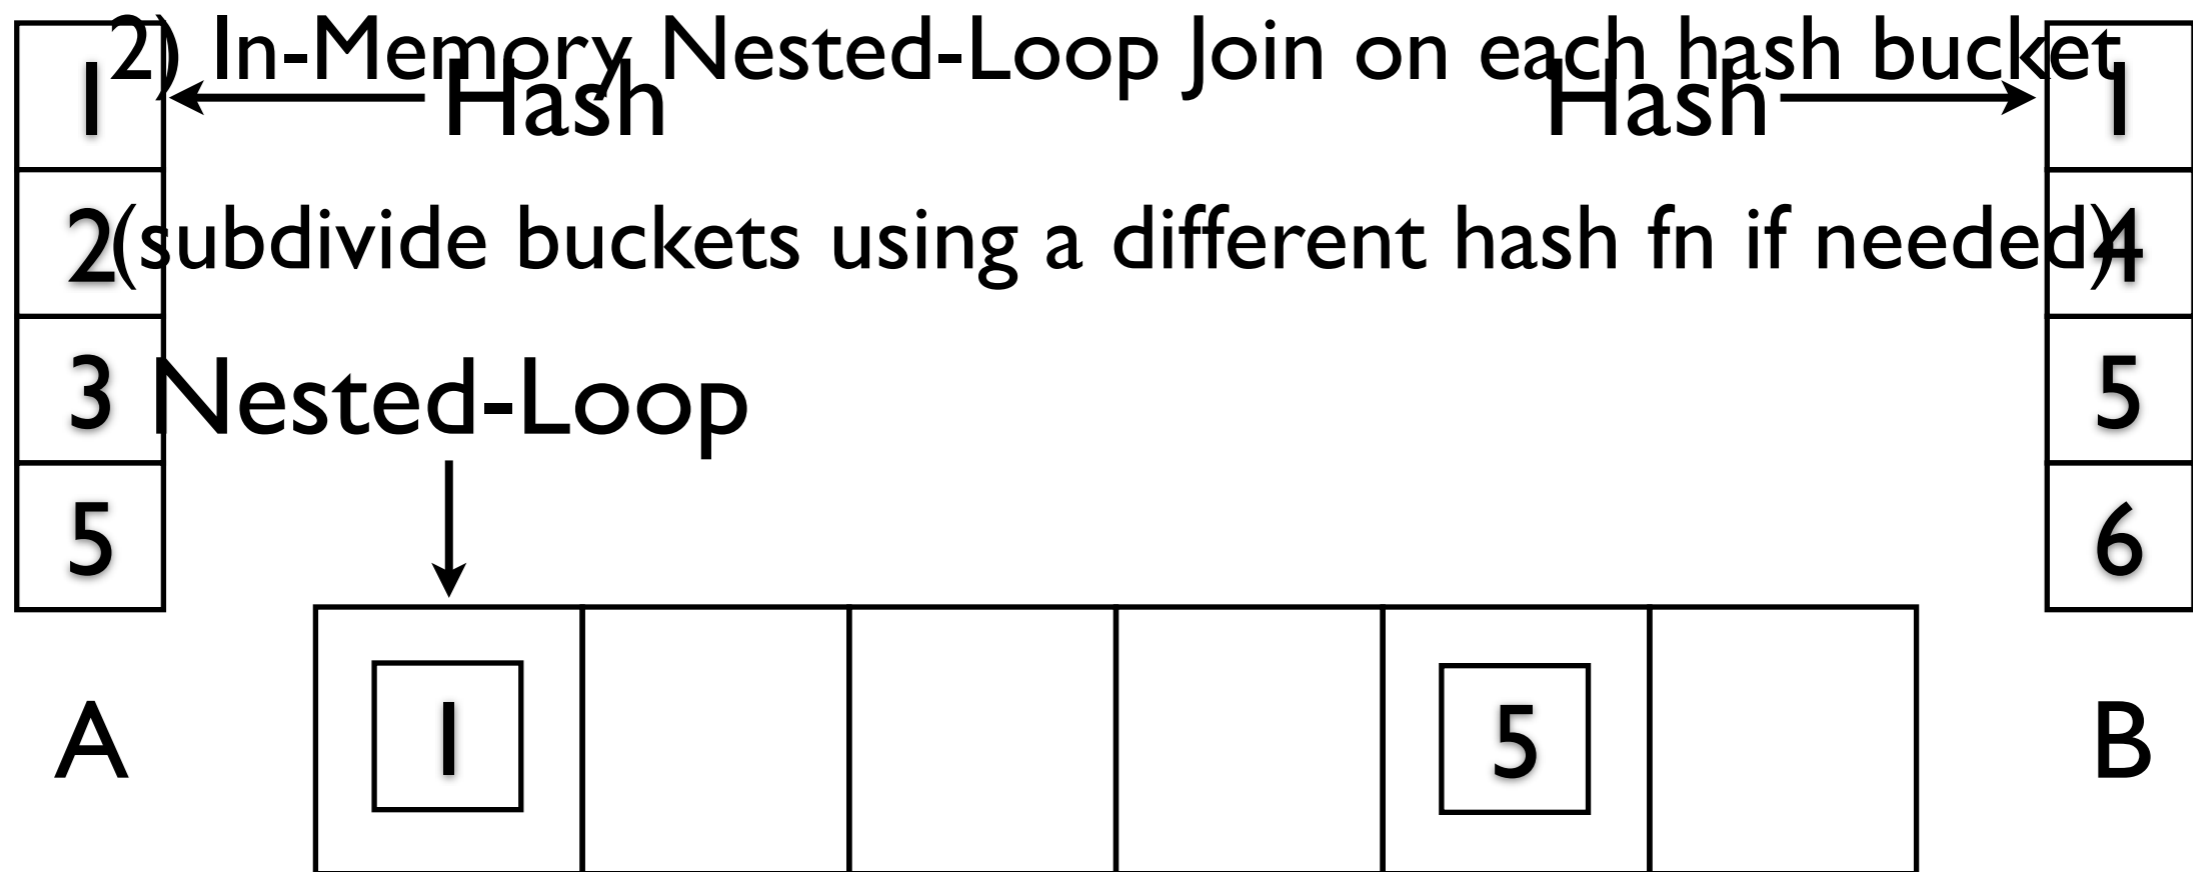 2) In-Memory Nested-Loop Join on each hash bucket
1 Hash Hash 1
(subdivide buckets using a different hash fn if needed)
2 4
3 Nested-Loop 5
5 6
1 5
A B